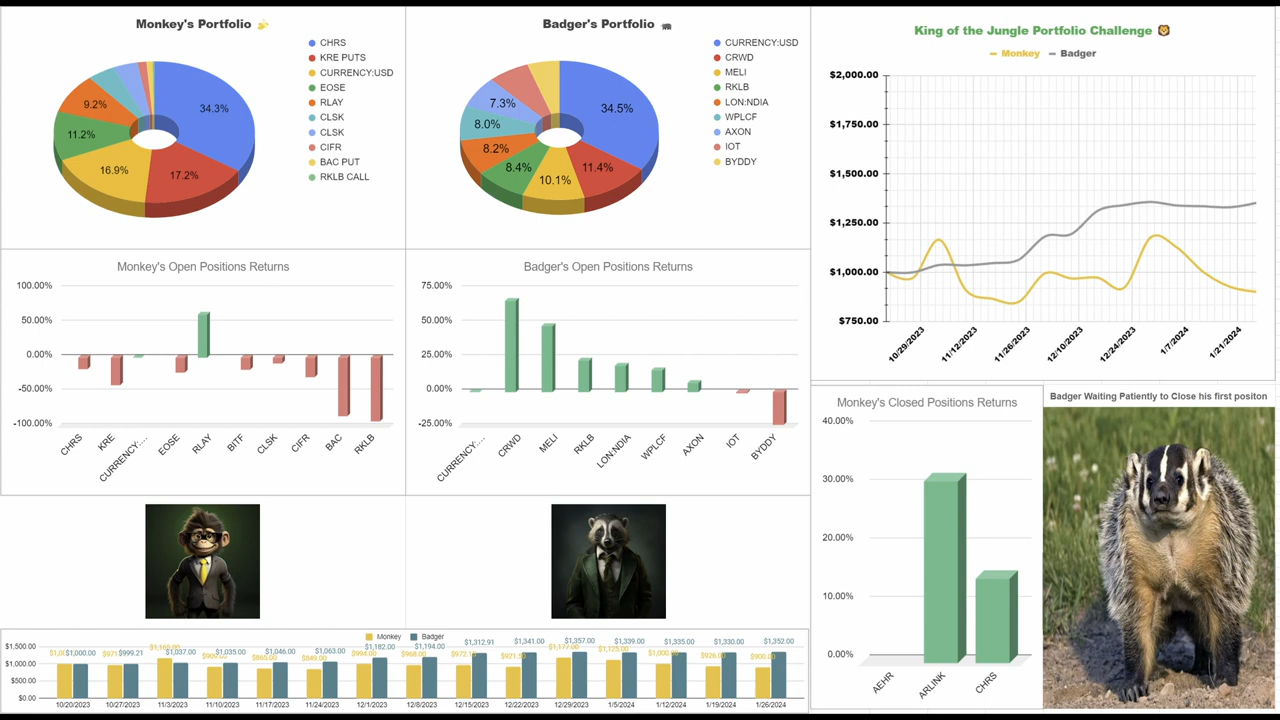 Monkey's Portfolio 🍌
CHRS
KRE PUTS
CURRENCY:USD
EOSE
RLAY
CLSK
CLSK
CIFR
BAC PUT
RKLB CALL
34.3%
17.2%
16.9%
11.2%
9.2%
Badger's Portfolio 🦡
CURRENCY:USD
CRWD
MELI
RKLB
LON:NDIA
WPLCF
AXON
IOT
BYDDY
34.5%
11.4%
10.1%
8.4%
8.2%
8.0%
7.3%
King of the Jungle Portfolio Challenge 🦁
Monkey Badger
$2,000.00
$1,750.00
$1,500.00
$1,250.00
$1,000.00
$750.00
10/29/2023 11/12/2023 11/26/2023 12/10/2023 12/24/2023 1/7/2024 1/21/2024
Monkey's Open Positions Returns
100.00%
50.00%
0.00%
-50.00%
-100.00%
CHRS KRE CURRENCY:... EOSE RLAY BITF CLSK CIFR BAC RKLB
Badger's Open Positions Returns
75.00%
50.00%
25.00%
0.00%
-25.00%
CURRENCY:... CRWD MELI RKLB LON:NDIA WPLCF AXON IOT BYDDY
Monkey's Closed Positions Returns
40.00%
30.00%
20.00%
10.00%
0.00%
AEHR ARLINK CHRS
Badger Waiting Patiently to Close his first positon
Monkey Badger
$1,500.00
$1,000.00
$500.00
$0.00
$1,000.00 $999.21 $1,037.00 $1,035.00 $1,046.00 $1,063.00 $1,182.00 $1,194.00 $1,312.91 $1,341.00 $1,357.00 $1,339.00 $1,335.00 $1,330.00 $1,352.00
10/20/2023 10/27/2023 11/3/2023 11/10/2023 11/17/2023 11/24/2023 12/1/2023 12/8/2023 12/15/2023 12/22/2023 12/29/2023 1/5/2024 1/12/2024 1/19/2024 1/26/2024